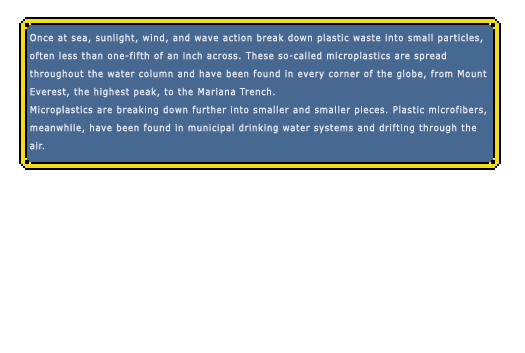 Once at sea, sunlight, wind, and wave action break down plastic waste into small particles,
often less than one-fifth of an inch across. These so-called microplastics are spread
throughout the water column and have been found in every corner of the globe, from Mount
Everest, the highest peak, to the Mariana Trench.
Microplastics are breaking down further into smaller and smaller pieces. Plastic microfibers,
meanwhile, have been found in municipal drinking water systems and drifting through the
air.